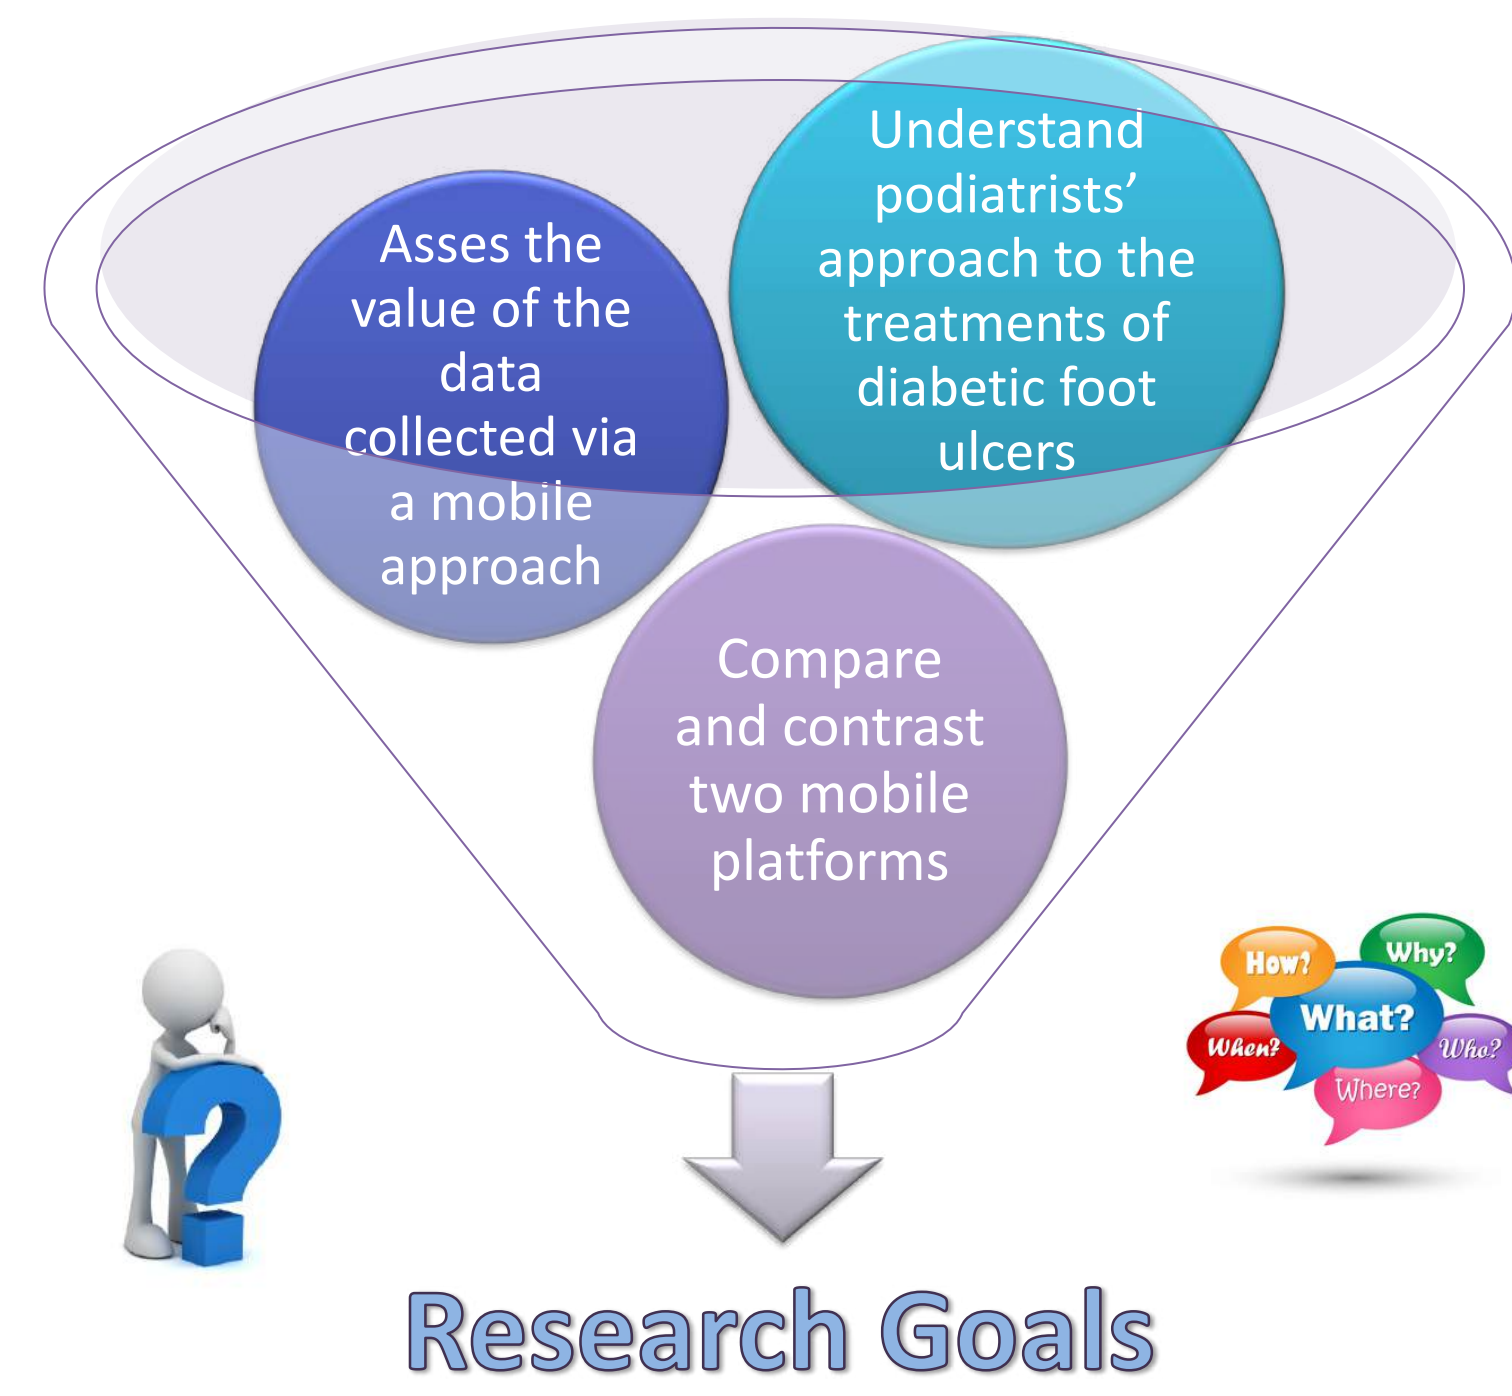 Understand
podiatrists’
approach to the
treatments of
diabetic foot
ulcers
Asses the
value of the
data
collected via
a mobile
approach
Compare
and contrast
two mobile
platforms
How?
Why?
What?
When?
Who?
Where?
Research Goals